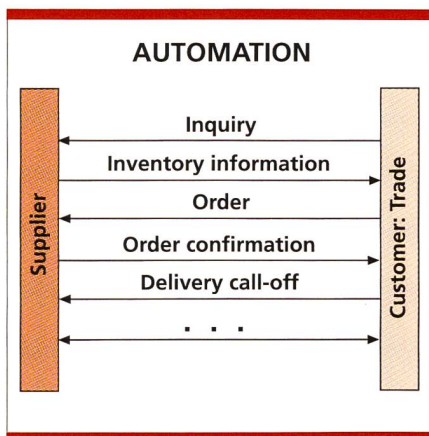 AUTOMATION
Supplier
Customer: Trade
Inquiry
Inventory information
Order
Order confirmation
Delivery call-off
. . .